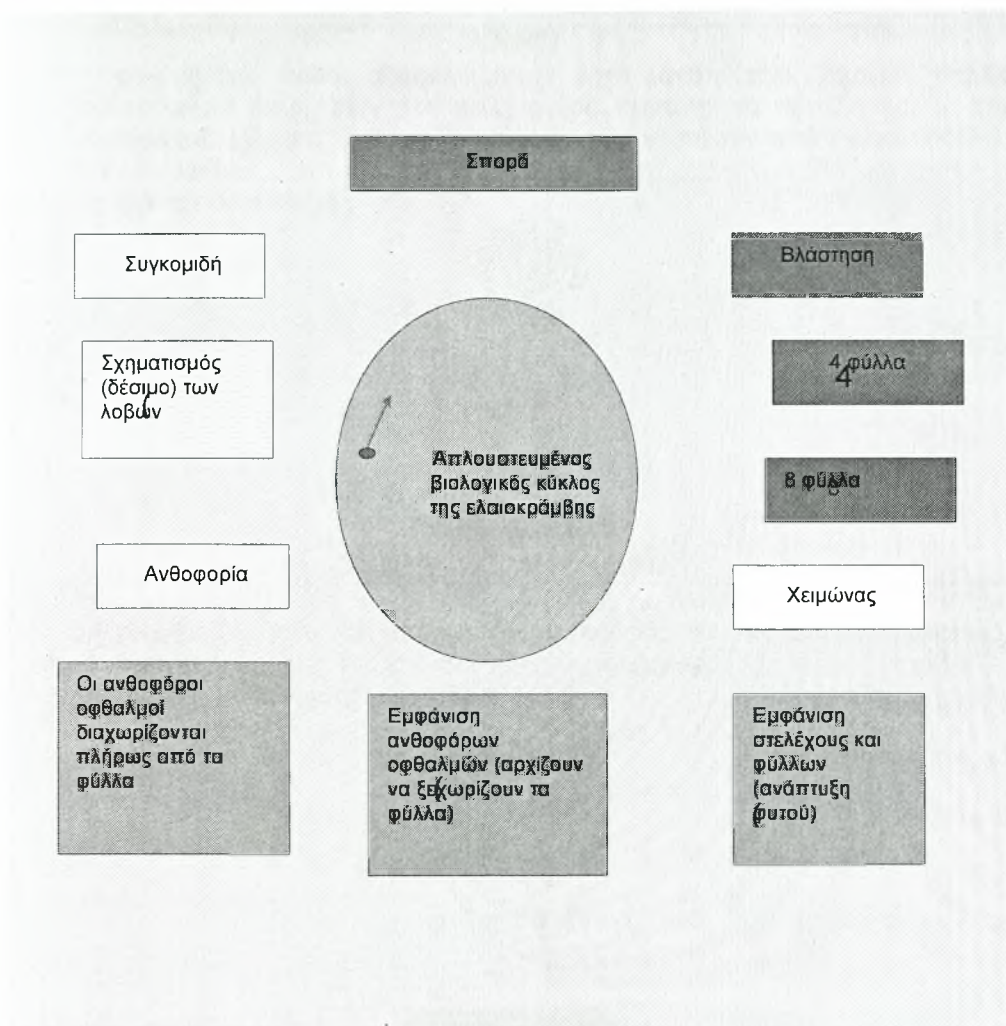 Σπορά
Συγκομιδή
Βλάστηση
Σχηματισμός
(δέσιμο) των
λοβών
4 φύλλα
4
Απλουστευμένος
βιολογικός κύκλος
της ελαιοκράμβης
8 φύλλα
Ανθοφορία
Χειμώνας
Οι ανθοφόροι
οφθαλμοί
διαχωρίζονται
πλήρως από τα
φύλλα
Εμφάνιση
ανθοφόρων
οφθαλμών (αρχίζουν
να ξεχωρίζουν τα
φύλλα)
Εμφάνιση
στελέχους και
φύλλων
(ανάπτυξη
φυτού)